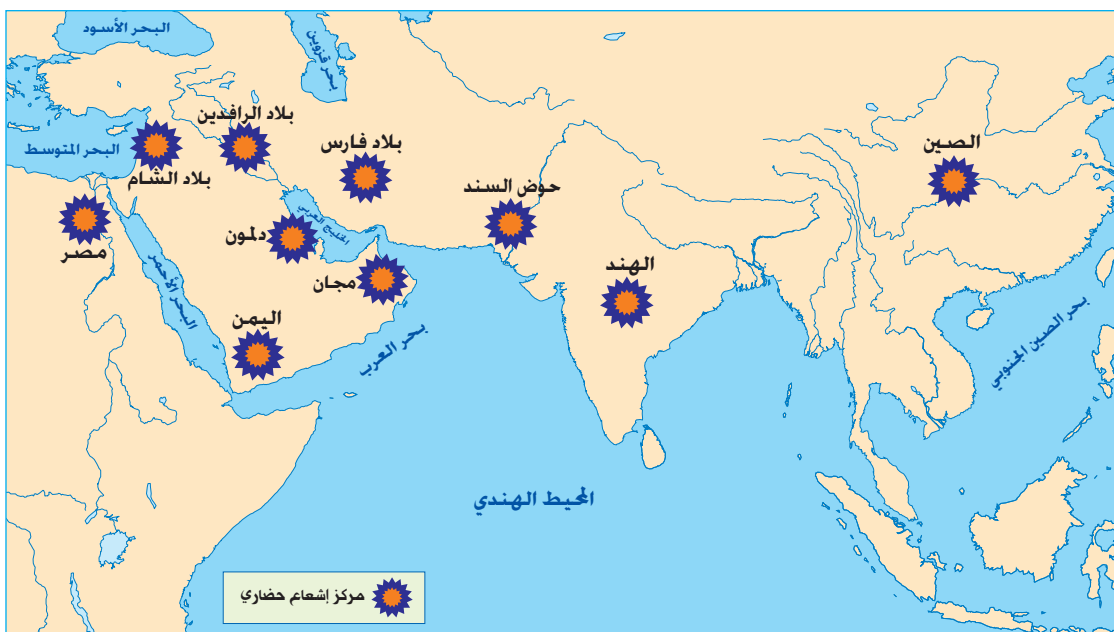 البحر الأسود
بحر قزوين
بلاد الرافدين
بلاد فارس
الصين
البحر المتوسط
بلاد الشام
حوض السند
مصر
دلمون
الخليج العربي
الهند
مجان
البحر الأحمر
اليمن
بحر العرب
بحر الصين الجنوبي
المحيط الهندي
مركز إشعاع حضاري